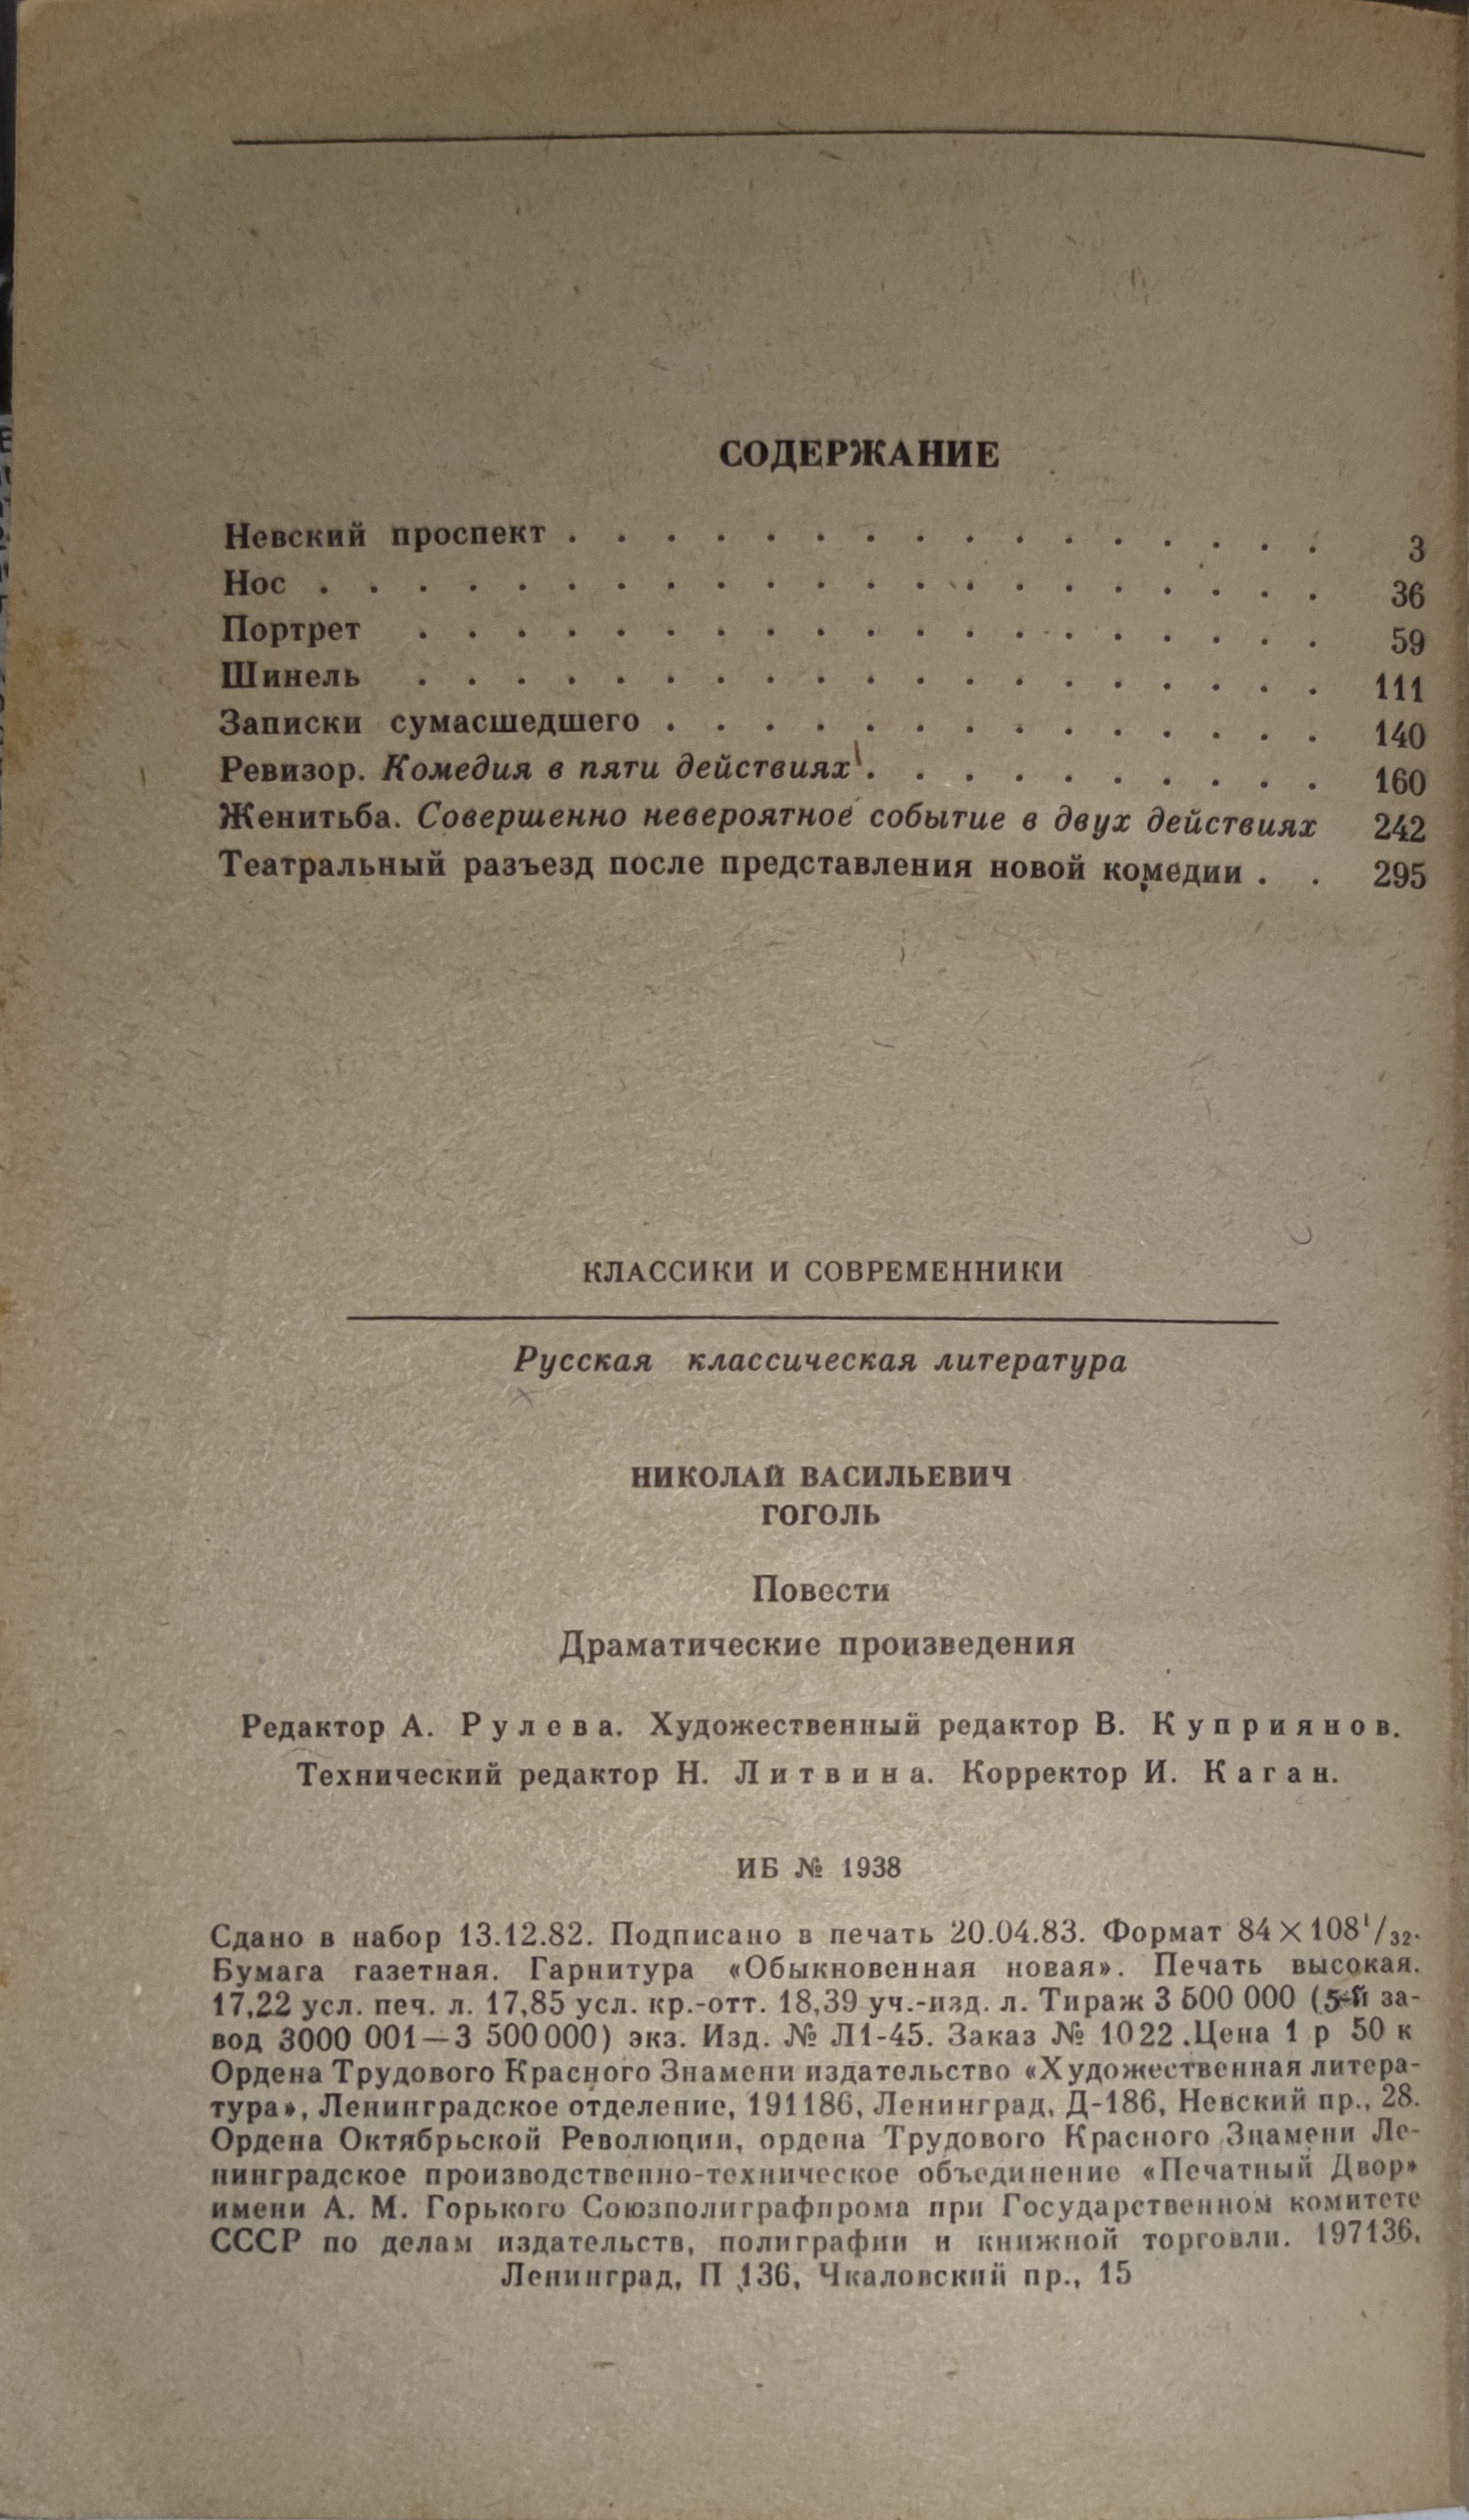 СОДЕРЖАНИЕ
Невский проспект . . . . . . . . . . . . . . . . 3
Нос . . . . . . . . . . . . . . . . . . . . . 36
Портрет . . . . . . . . . . . . . . . . . . . 59
Шинель . . . . . . . . . . . . . . . . . . . 111
Записки сумасшедшего . . . . . . . . . . . . . . 140
Ревизор. Комедия в пяти действиях . . . . . . . . . . 160
Женитьба. Совершенно невероятное событие в двух действиях 242
Театральный разъезд после представления новой комедии . . 295
КЛАССИКИ И СОВРЕМЕННИКИ
Русская классическая литература
НИКОЛАЙ ВАСИЛЬЕВИЧ
ГОГОЛЬ
Повести
Драматические произведения
Редактор А. Рулева. Художественный редактор В. Куприянов.
Технический редактор Н. Литвина. Корректор И. Каган.
ИБ № 1938
Сдано в набор 13.12.82. Подписано в печать 20.04.83. Формат 84×108¹/₃₂.
Бумага газетная. Гарнитура «Обыкновенная новая». Печать высокая.
17,22 усл. печ. л. 17,85 усл. кр.-отт. 18,39 уч.-изд. л. Тираж 3 500 000 (5-й за-
вод 3000 001—3 500000) экз. Изд. № Л1-45. Заказ № 1022 .Цена 1 р 50 к
Ордена Трудового Красного Знамени издательство «Художественная литера-
тура», Ленинградское отделение, 191186, Ленинград, Д-186, Невский пр., 28.
Ордена Октябрьской Революции, ордена Трудового Красного Знамени Ле-
нинградское производственно-техническое объединение «Печатный Двор»
имени А. М. Горького Союзполиграфпрома при Государственном комитете
СССР по делам издательств, полиграфии и книжной торговли. 197136,
Ленинград, П 136, Чкаловский пр., 15